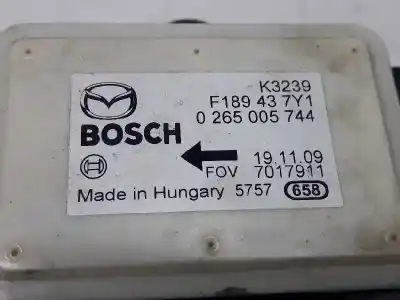 K3239
F189 43 7Y1
0 265 005 744
BOSCH
19.11.09
FOV 7017911
Made in Hungary 5757 658